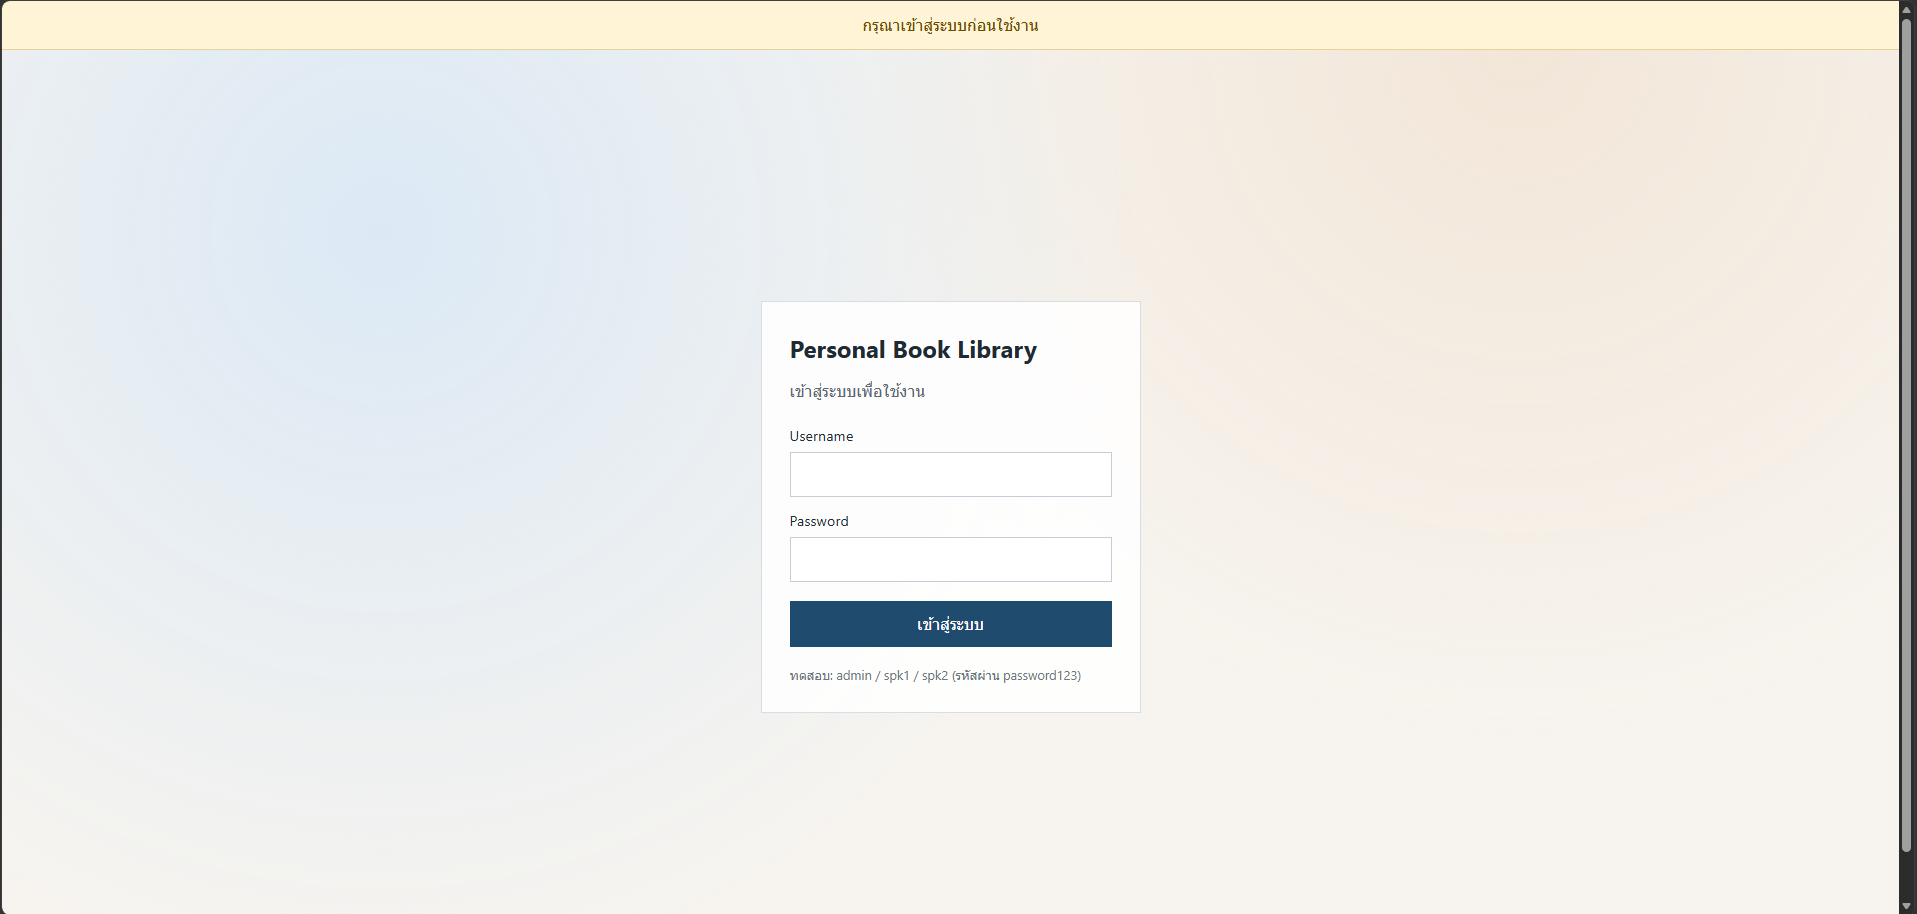 กรุณาเข้าสู่ระบบก่อนใช้งาน
Personal Book Library
เข้าสู่ระบบเพื่อใช้งาน
Username
Password
เข้าสู่ระบบ
ทดสอบ: admin / spk1 / spk2 (รหัสผ่าน password123)